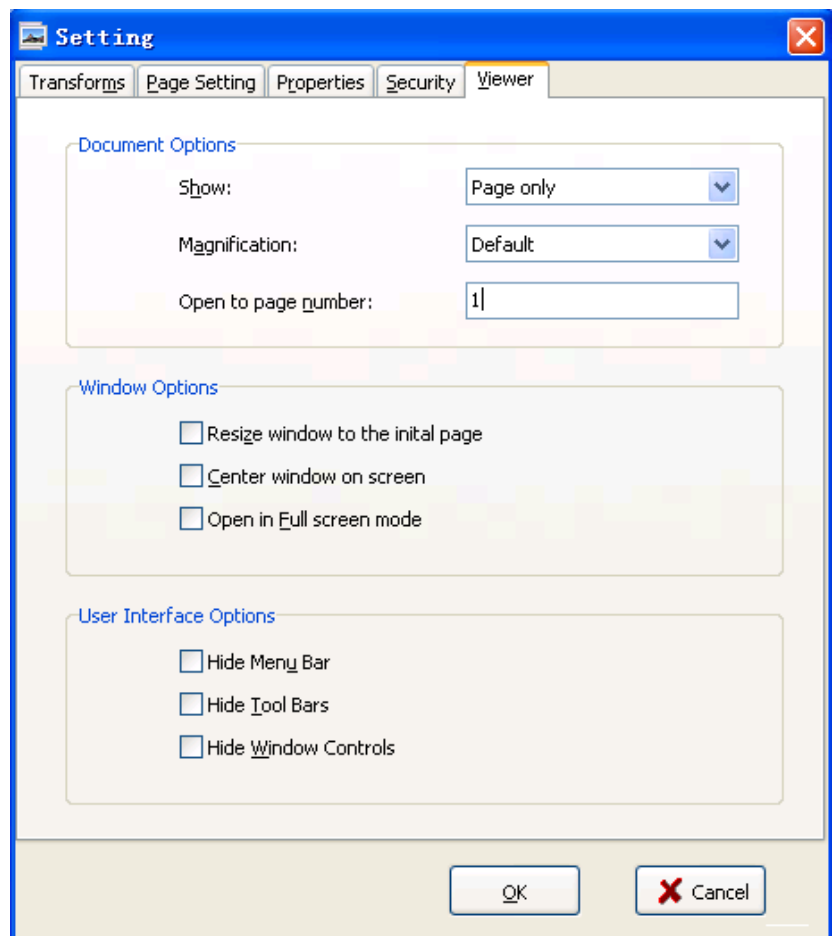 Setting
Transforms Page Setting Properties Security Viewer
Document Options
Show: Page only
Magnification: Default
Open to page number: 1
Window Options
Resize window to the inital page
Center window on screen
Open in Full screen mode
User Interface Options
Hide Menu Bar
Hide Tool Bars
Hide Window Controls
OK Cancel